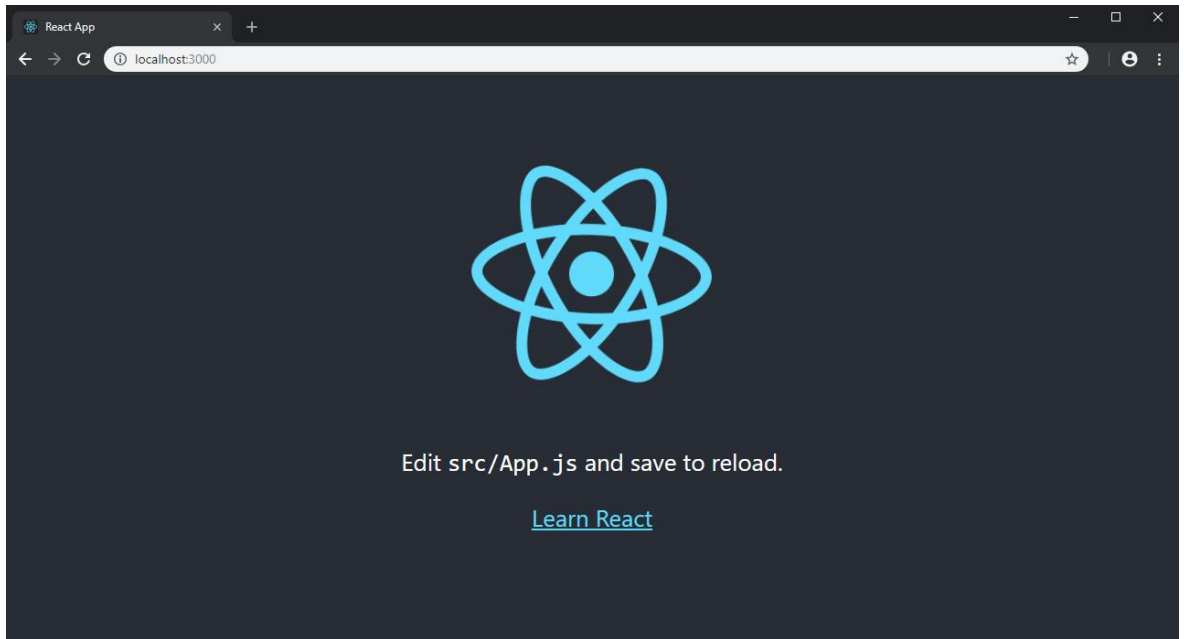 React App
localhost:3000
Edit src/App.js and save to reload.
Learn React